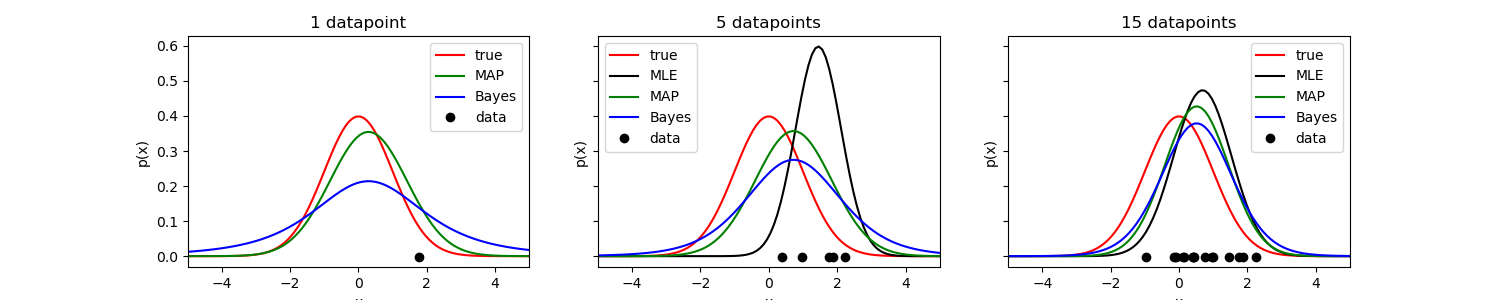 1 datapoint
p(x)
0.6
0.5
0.4
0.3
0.2
0.1
0.0
−4
−2
0
2
4
true
MAP
Bayes
data
5 datapoints
p(x)
−4
−2
0
2
4
true
MLE
MAP
Bayes
data
15 datapoints
p(x)
−4
−2
0
2
4
true
MLE
MAP
Bayes
data